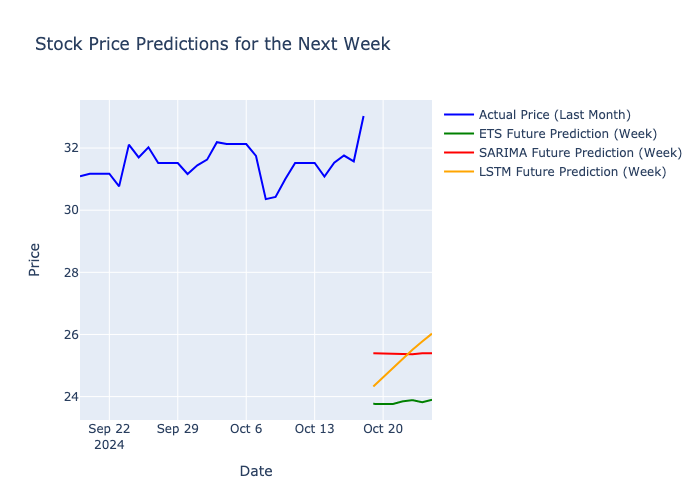 Stock Price Predictions for the Next Week
Actual Price (Last Month)
ETS Future Prediction (Week)
SARIMA Future Prediction (Week)
LSTM Future Prediction (Week)
Price
32
30
28
26
24
Sep 22
2024
Sep 29
Oct 6
Oct 13
Oct 20
Date